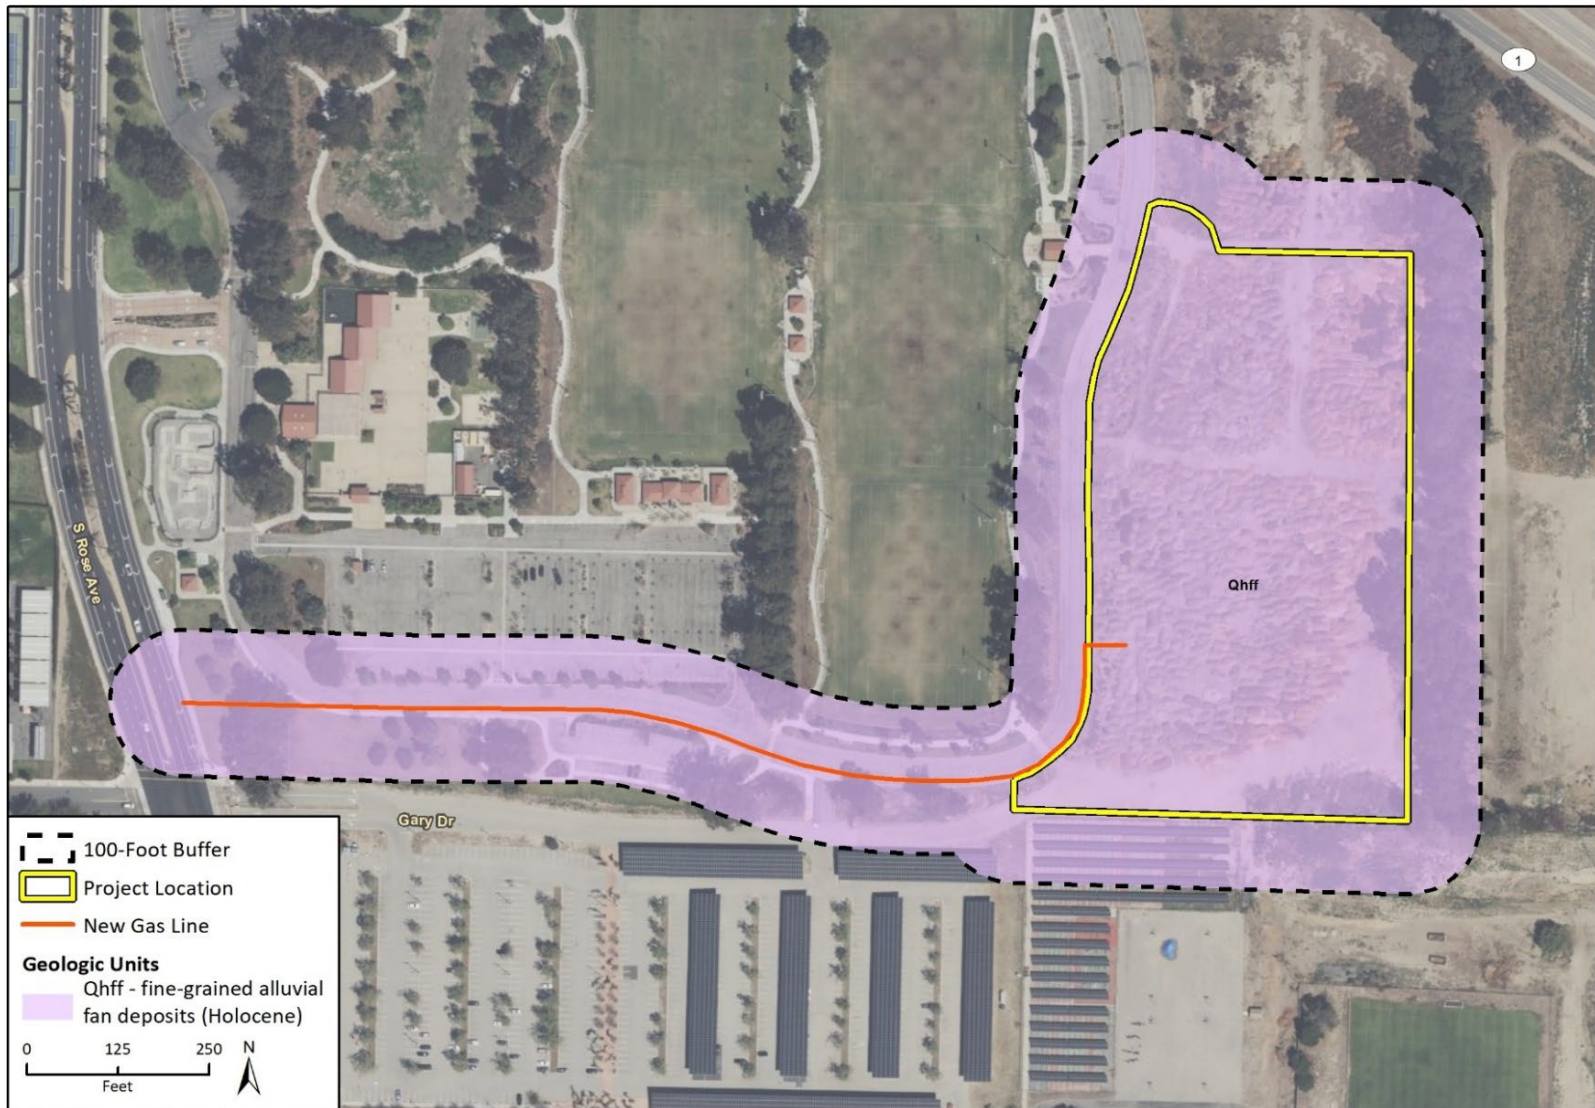 1
S Rose Ave
Qhff
Gary Dr
100-Foot Buffer
Project Location
New Gas Line
Geologic Units
Qhff - fine-grained alluvial
fan deposits (Holocene)
0 125 250
N
Feet